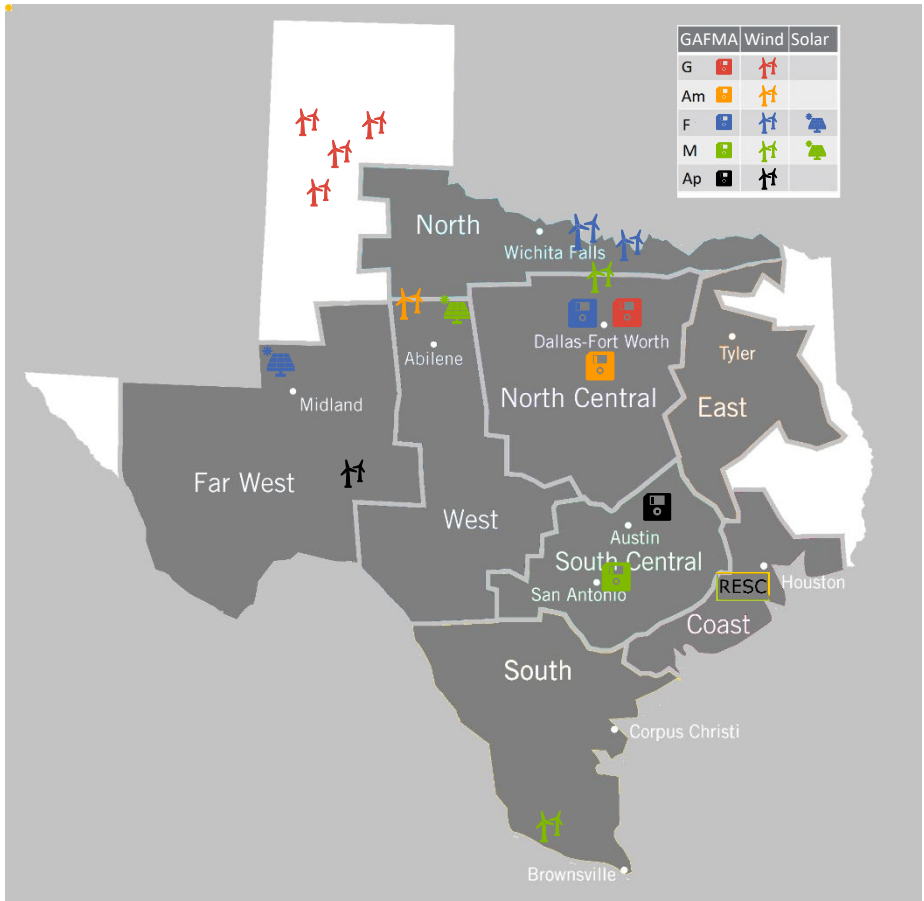 GAFMA Wind Solar
G
Am
F
M
Ap
North
Wichita Falls
Dallas-Fort Worth
Abilene
Tyler
Midland
North Central
East
Far West
West
Austin
South Central
San Antonio
RESC
Houston
Coast
South
Corpus Christi
Brownsville